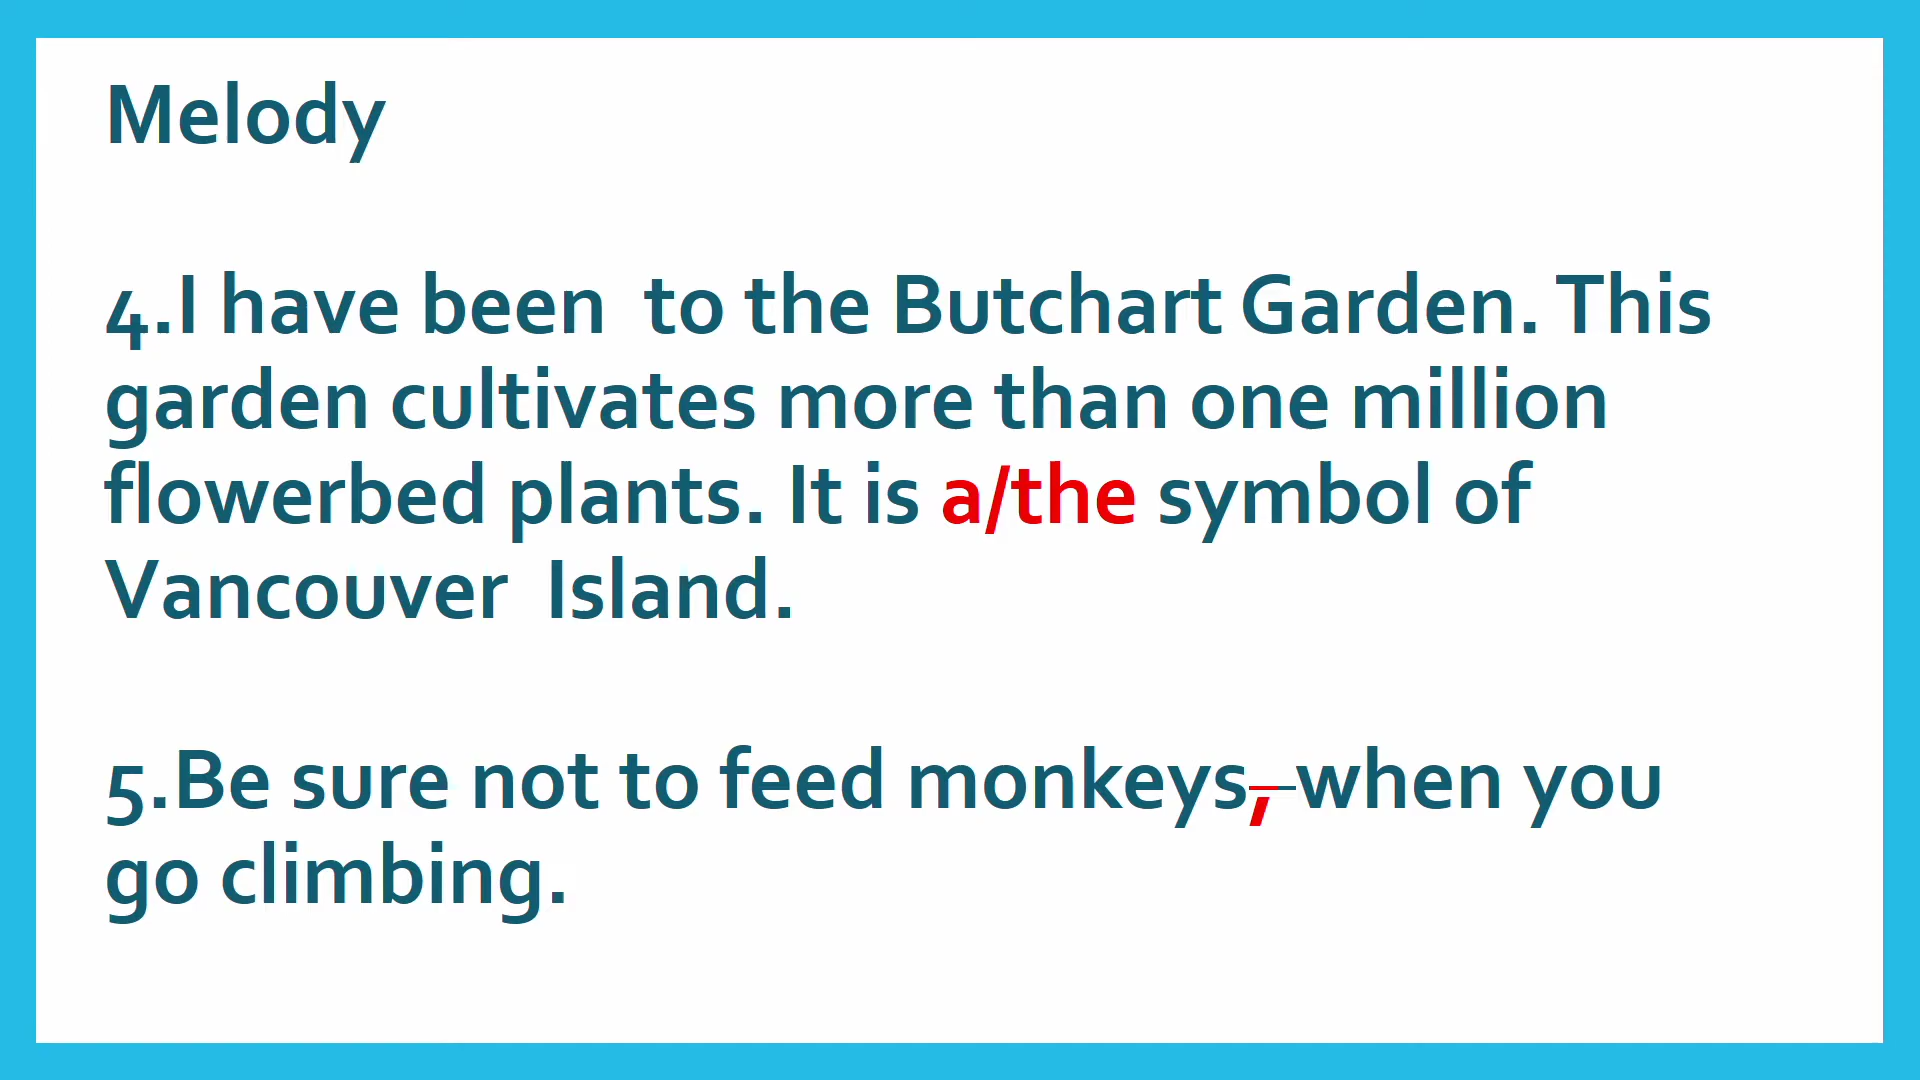 Melody
4.I have been  to the Butchart Garden. This
garden cultivates more than one million
flowerbed plants. It is a/the symbol of
Vancouver  Island.
5.Be sure not to feed monkeys, when you
go climbing.